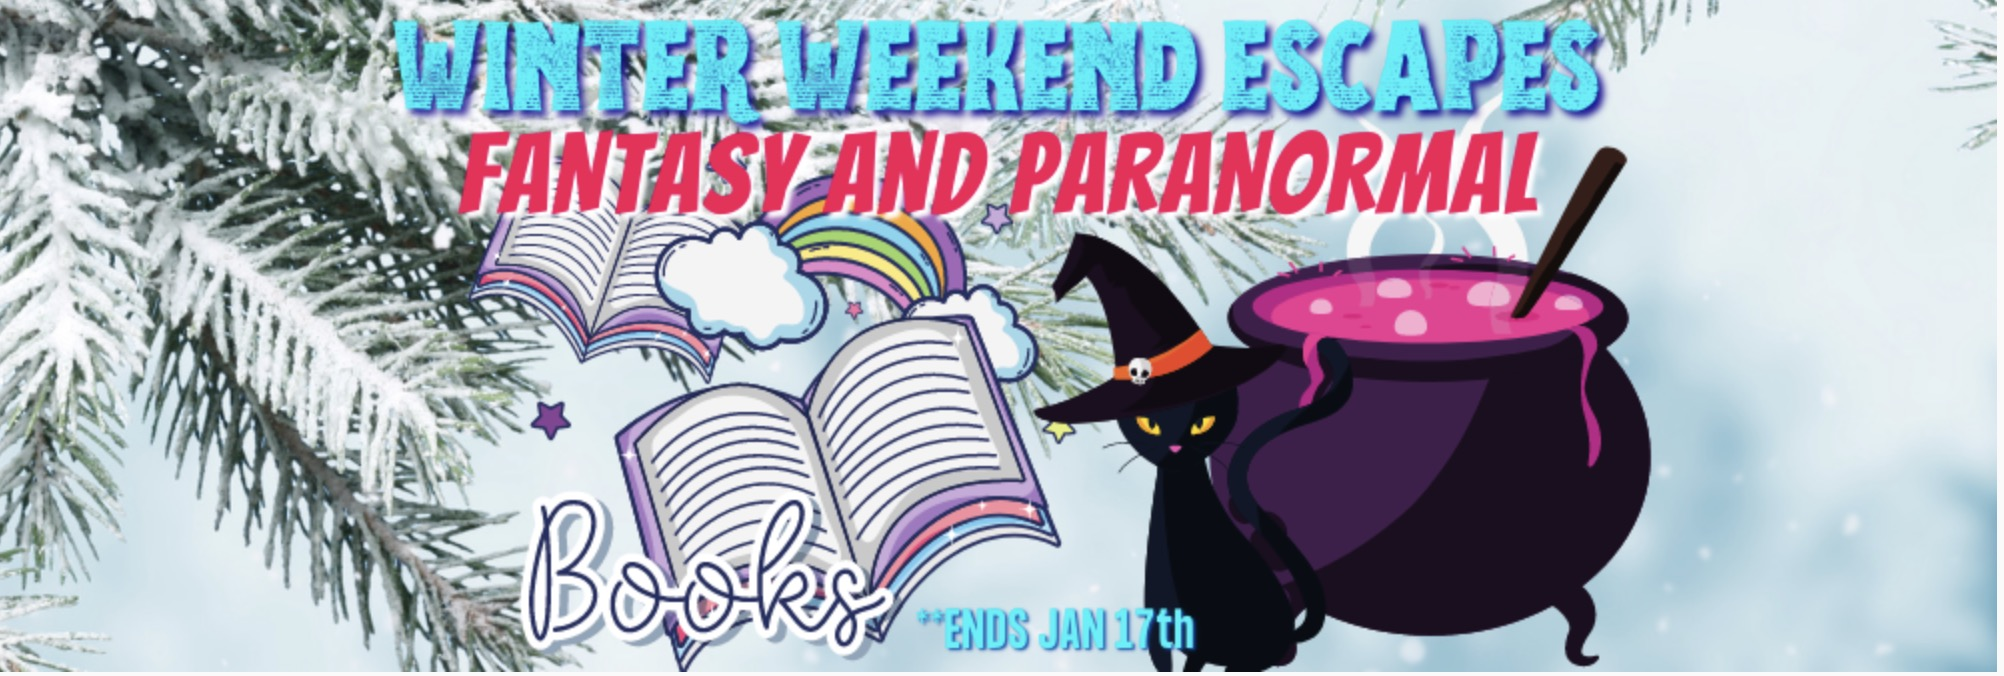 WINTER WEEKEND ESCAPES
FANTASY AND PARANORMAL
Books
**ENDS JAN 17th